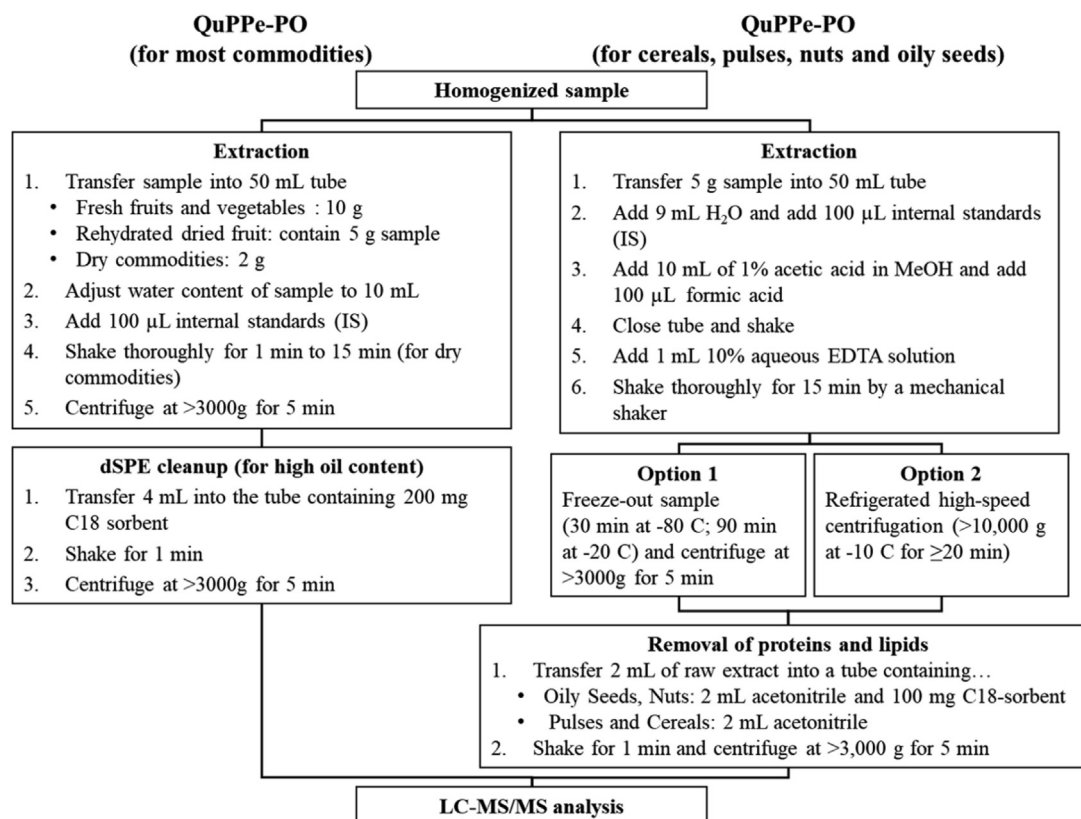 QuPPe-PO
(for most commodities)
QuPPe-PO
(for cereals, pulses, nuts and oily seeds)
Homogenized sample
Extraction
1. Transfer sample into 50 mL tube
• Fresh fruits and vegetables : 10 g
• Rehydrated dried fruit: contain 5 g sample
• Dry commodities: 2 g
2. Adjust water content of sample to 10 mL
3. Add 100 µL internal standards (IS)
4. Shake thoroughly for 1 min to 15 min (for dry
commodities)
5. Centrifuge at >3000g for 5 min
dSPE cleanup (for high oil content)
1. Transfer 4 mL into the tube containing 200 mg
C18 sorbent
2. Shake for 1 min
3. Centrifuge at >3000g for 5 min
Extraction
1. Transfer 5 g sample into 50 mL tube
2. Add 9 mL H₂O and add 100 µL internal standards
(IS)
3. Add 10 mL of 1% acetic acid in MeOH and add
100 µL formic acid
4. Close tube and shake
5. Add 1 mL 10% aqueous EDTA solution
6. Shake thoroughly for 15 min by a mechanical
shaker
Option 1
Freeze-out sample
(30 min at -80 C; 90 min
at -20 C) and centrifuge at
>3000g for 5 min
Option 2
Refrigerated high-speed
centrifugation (>10,000 g
at -10 C for ≥20 min)
Removal of proteins and lipids
1. Transfer 2 mL of raw extract into a tube containing…
• Oily Seeds, Nuts: 2 mL acetonitrile and 100 mg C18-sorbent
• Pulses and Cereals: 2 mL acetonitrile
2. Shake for 1 min and centrifuge at >3,000 g for 5 min
LC-MS/MS analysis